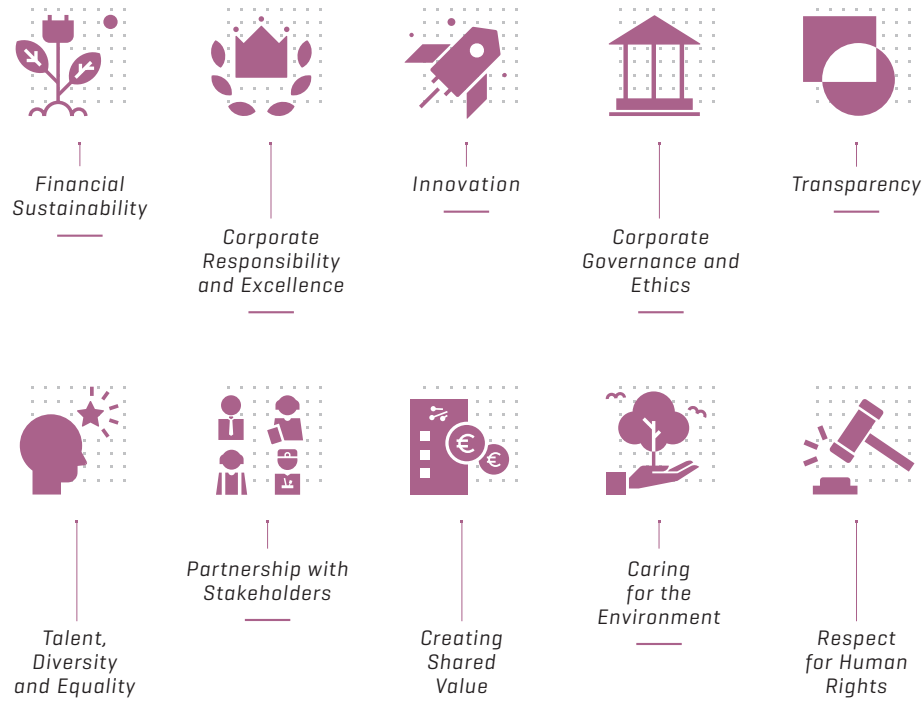 Financial
Sustainability
Corporate
Responsibility
and Excellence
Innovation
Corporate
Governance and
Ethics
Transparency
Talent,
Diversity
and Equality
Partnership with
Stakeholders
€
€
Creating
Shared
Value
Caring
for the
Environment
Respect
for Human
Rights